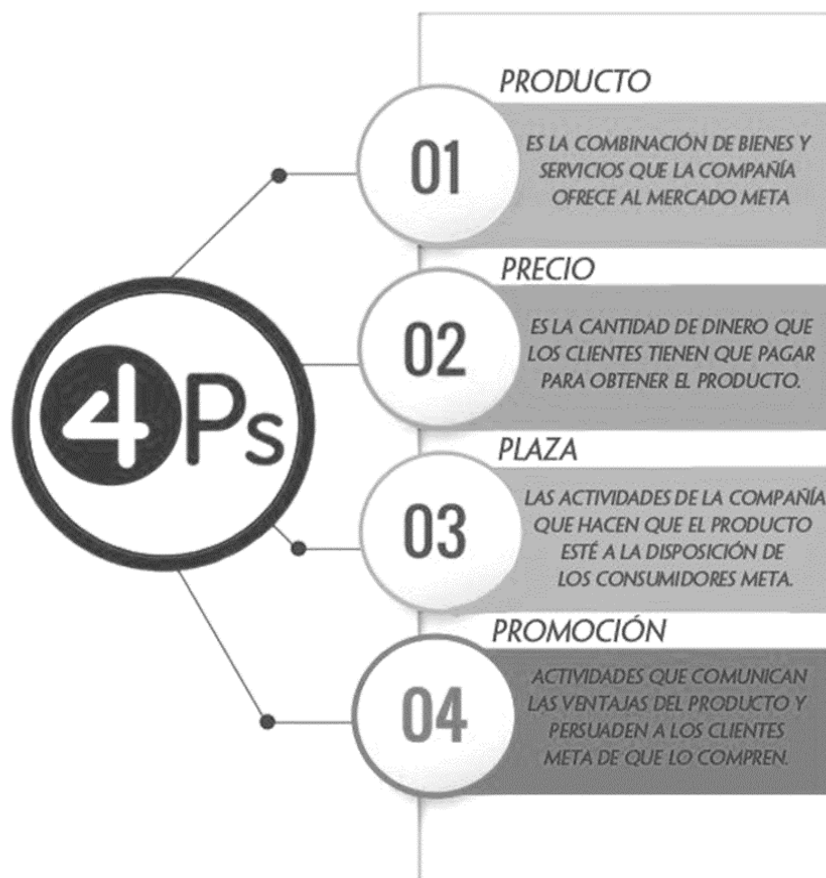 4Ps
01
PRODUCTO
ES LA COMBINACIÓN DE BIENES Y
SERVICIOS QUE LA COMPAÑÍA
OFRECE AL MERCADO META
02
PRECIO
ES LA CANTIDAD DE DINERO QUE
LOS CLIENTES TIENEN QUE PAGAR
PARA OBTENER EL PRODUCTO.
03
PLAZA
LAS ACTIVIDADES DE LA COMPAÑÍA
QUE HACEN QUE EL PRODUCTO
ESTÉ A LA DISPOSICIÓN DE
LOS CONSUMIDORES META.
04
PROMOCIÓN
ACTIVIDADES QUE COMUNICAN
LAS VENTAJAS DEL PRODUCTO Y
PERSUADEN A LOS CLIENTES
META DE QUE LO COMPREN.